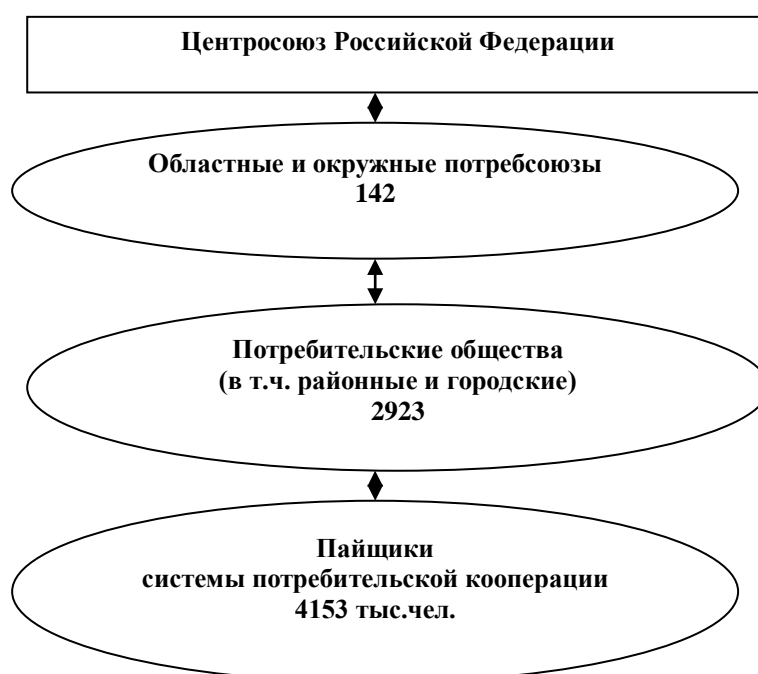 Центросоюз Российской Федерации
Областные и окружные потребсоюзы
142
Потребительские общества
(в т.ч. районные и городские)
2923
Пайщики
системы потребительской кооперации
4153 тыс.чел.